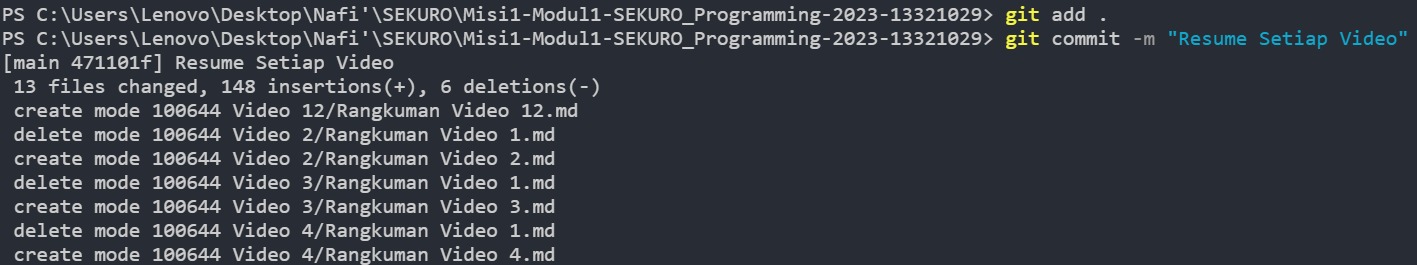 PS C:\Users\Lenovo\Desktop\Nafi'\SEKURO\Misi1-Modul1-SEKURO_Programming-2023-13321029> git add .
PS C:\Users\Lenovo\Desktop\Nafi'\SEKURO\Misi1-Modul1-SEKURO_Programming-2023-13321029> git commit -m "Resume Setiap Video"
[main 471101f] Resume Setiap Video
 13 files changed, 148 insertions(+), 6 deletions(-)
 create mode 100644 Video 12/Rangkuman Video 12.md
 delete mode 100644 Video 2/Rangkuman Video 1.md
 create mode 100644 Video 2/Rangkuman Video 2.md
 delete mode 100644 Video 3/Rangkuman Video 1.md
 create mode 100644 Video 3/Rangkuman Video 3.md
 delete mode 100644 Video 4/Rangkuman Video 1.md
 create mode 100644 Video 4/Rangkuman Video 4.md